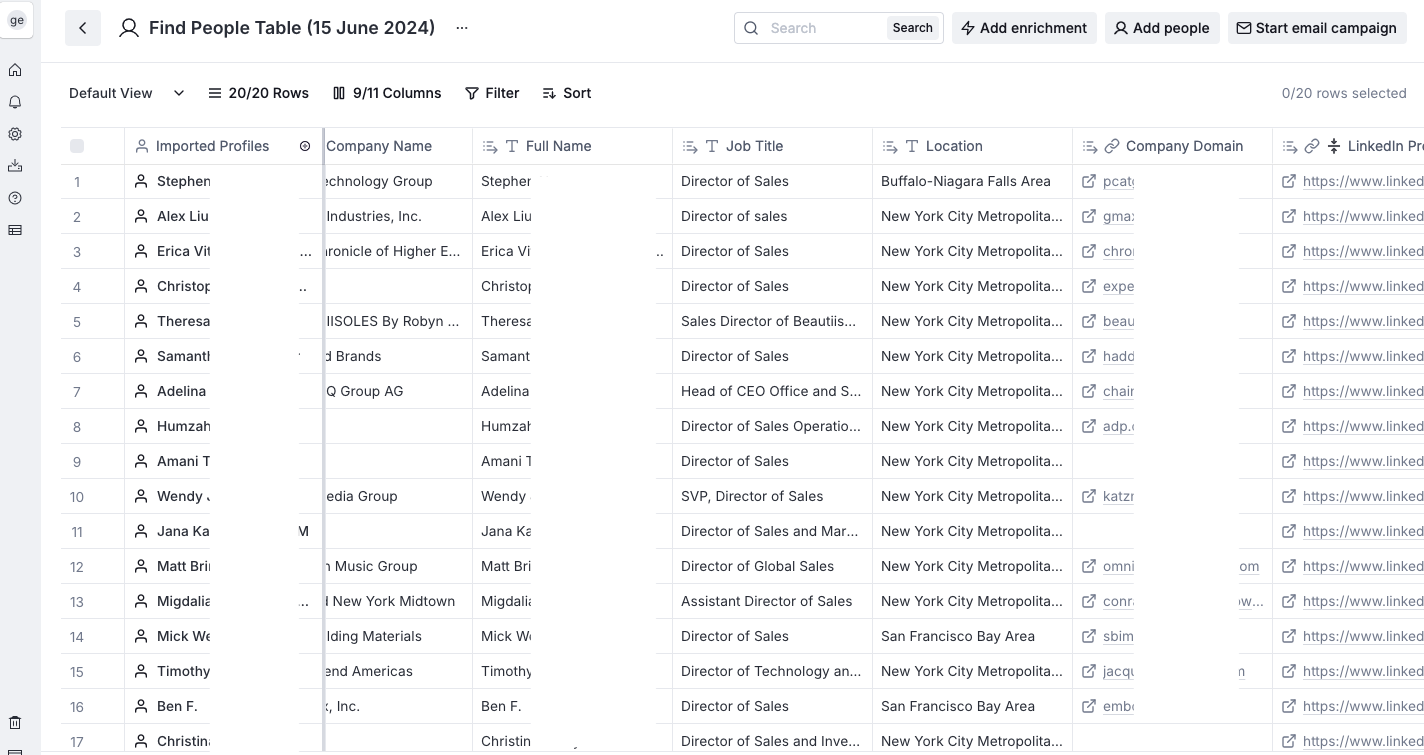 ge
Find People Table (15 June 2024) ...
Search Search
Add enrichment
Add people
Start email campaign
Default View
20/20 Rows
9/11 Columns
Filter
Sort
0/20 rows selected
Imported Profiles Company Name Full Name Job Title Location Company Domain LinkedIn Pr
1 Stephen echnology Group Stephen Director of Sales Buffalo-Niagara Falls Area pcat https://www.linked
2 Alex Liu Industries, Inc. Alex Liu Director of sales New York City Metropolita... gma https://www.linked
3 Erica Vit ... ronicle of Higher E... Erica Vi .. Director of Sales New York City Metropolita... chro https://www.linked
4 Christop .. Christop Director of Sales New York City Metropolita... expe https://www.linked
5 Theresa IISOLES By Robyn ... Theresa Sales Director of Beautiis... New York City Metropolita... beau https://www.linked
6 Samant d Brands Samant Director of Sales New York City Metropolita... hadd https://www.linked
7 Adelina Q Group AG Adelina Head of CEO Office and S... New York City Metropolita... chai https://www.linked
8 Humzah Humzah Director of Sales Operatio... New York City Metropolita... adp. https://www.linked
9 Amani T Amani T Director of Sales New York City Metropolita... https://www.linked
10 Wendy edia Group Wendy SVP, Director of Sales New York City Metropolita... katz https://www.linked
11 Jana Ka M Jana Ka Director of Sales and Mar... New York City Metropolita... https://www.linked
12 Matt Bri n Music Group Matt Bri Director of Global Sales New York City Metropolita... omni om https://www.linked
13 Migdalia ... d New York Midtown Migdalia Assistant Director of Sales New York City Metropolita... conr ow... https://www.linked
14 Mick We lding Materials Mick We Director of Sales San Francisco Bay Area sbim https://www.linked
15 Timothy end Americas Timothy Director of Technology an... New York City Metropolita... jacqu m https://www.linked
16 Ben F. x, Inc. Ben F. Director of Sales San Francisco Bay Area emb https://www.linked
17 Christin Christin Director of Sales and Inve... New York City Metropolita... https://www.linked